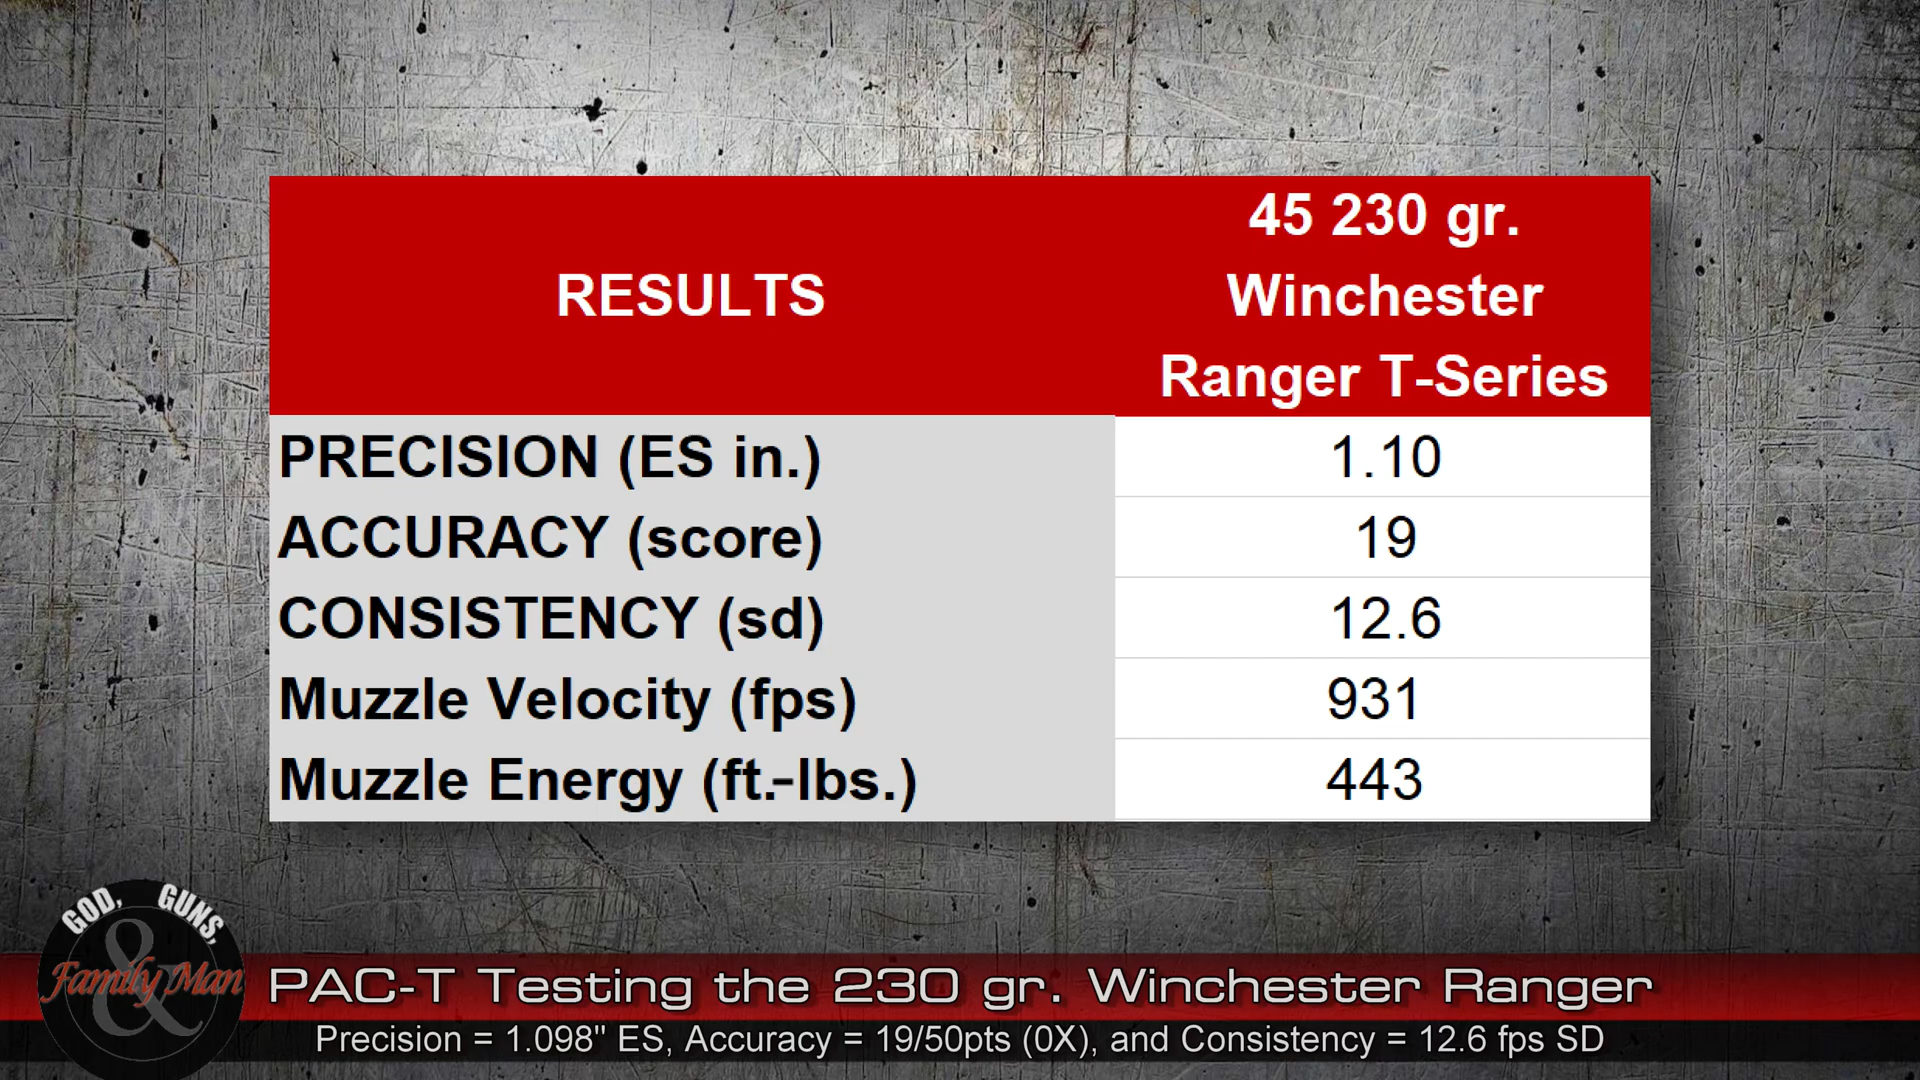 45 230 gr.
RESULTS
Winchester
Ranger T-Series
PRECISION (ES in.) 1.10
ACCURACY (score) 19
CONSISTENCY (sd) 12.6
Muzzle Velocity (fps) 931
Muzzle Energy (ft.-lbs.) 443
GOD, GUNS,
&
Family Man
PAC-T Testing the 230 gr. Winchester Ranger
Precision = 1.098" ES, Accuracy = 19/50pts (0X), and Consistency = 12.6 fps SD